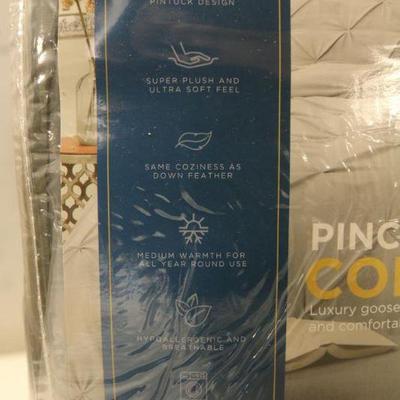 PINTUCK DESIGN
SUPER PLUSH AND
ULTRA SOFT FEEL
SAME COZINESS AS
DOWN FEATHER
MEDIUM WARMTH FOR
ALL YEAR ROUND USE
HYPOALLERGENIC AND
BREATHABLE
PINC
CO
Luxury goose
and comforta